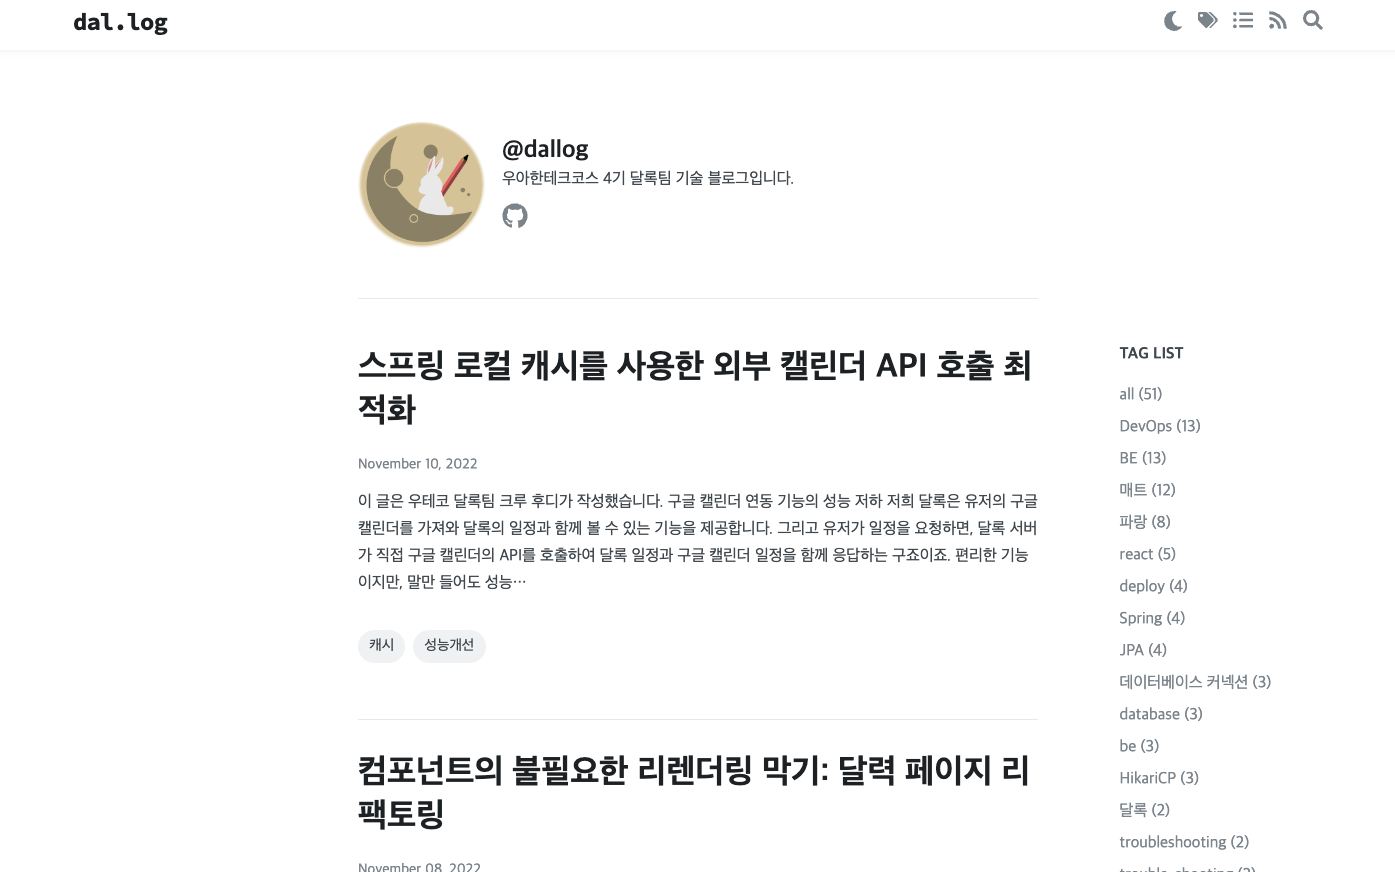 dal.log
@dallog
우아한테크코스 4기 달록팀 기술 블로그입니다.
스프링 로컬 캐시를 사용한 외부 캘린더 API 호출 최
적화
November 10, 2022
이 글은 우테코 달록팀 크루 후디가 작성했습니다. 구글 캘린더 연동 기능의 성능 저하 저희 달록은 유저의 구글
캘린더를 가져와 달록의 일정과 함께 볼 수 있는 기능을 제공합니다. 그리고 유저가 일정을 요청하면, 달록 서버
가 직접 구글 캘린더의 API를 호출하여 달록 일정과 구글 캘린더 일정을 함께 응답하는 구죠이죠. 편리한 기능
이지만, 말만 들어도 성능…
캐시
성능개선
컴포넌트의 불필요한 리렌더링 막기: 달력 페이지 리
팩토링
November 08, 2022
TAG LIST
all (51)
DevOps (13)
BE (13)
매트 (12)
파랑 (8)
react (5)
deploy (4)
Spring (4)
JPA (4)
데이터베이스 커넥션 (3)
database (3)
be (3)
HikariCP (3)
달록 (2)
troubleshooting (2)
trouble-shooting (2)